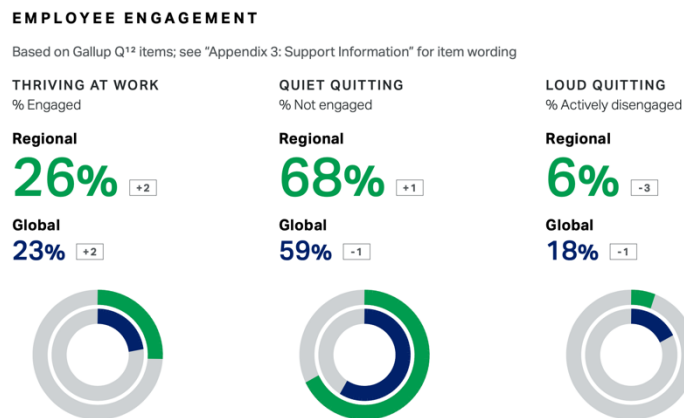 EMPLOYEE ENGAGEMENT
Based on Gallup Q¹² items; see “Appendix 3: Support Information” for item wording
THRIVING AT WORK
% Engaged
Regional
26% +2
Global
23% +2
QUIET QUITTING
% Not engaged
Regional
68% +1
Global
59% -1
LOUD QUITTING
% Actively disengaged
Regional
6% -3
Global
18% -1